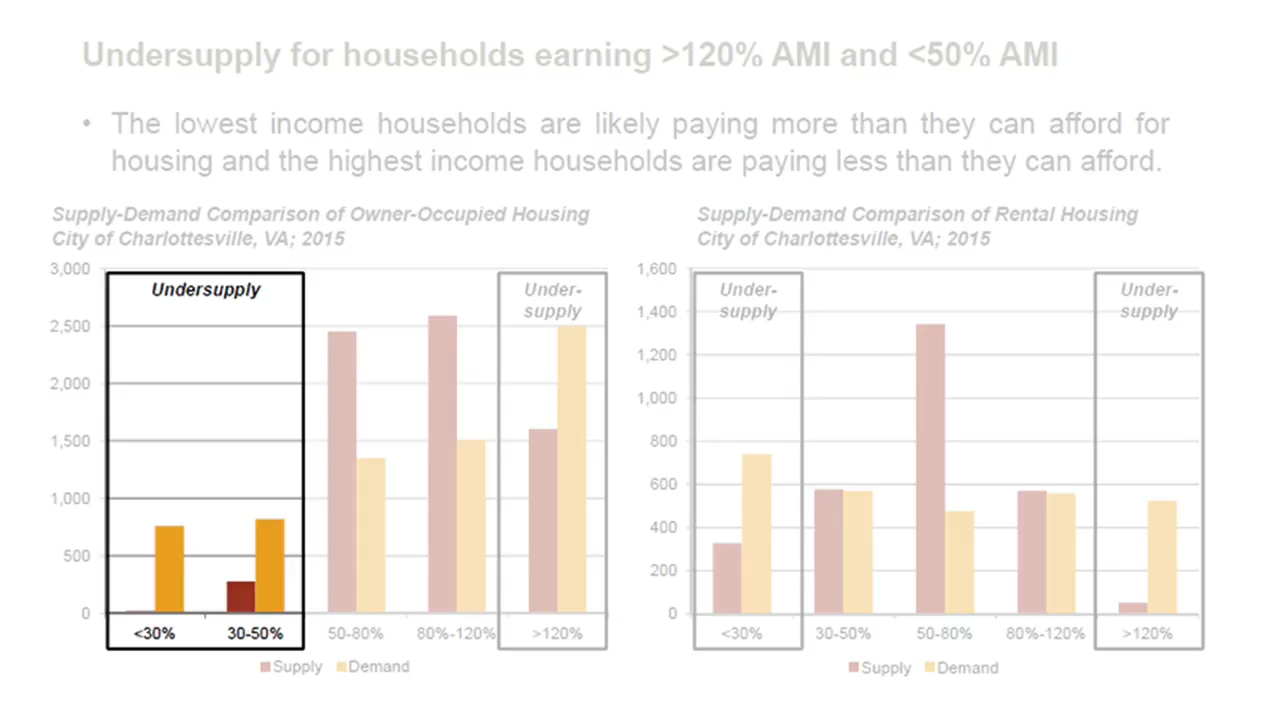 Undersupply for households earning >120% AMI and <50% AMI
• The lowest income households are likely paying more than they can afford for
housing and the highest income households are paying less than they can afford.
Supply-Demand Comparison of Owner-Occupied Housing
City of Charlottesville, VA; 2015
3,000
2,500
2,000
1,500
1,000
500
0
Undersupply
Under-
supply
<30% 30-50% 50-80% 80%-120% >120%
Supply Demand
Supply-Demand Comparison of Rental Housing
City of Charlottesville, VA; 2015
1,600
1,400
1,200
1,000
800
600
400
200
0
Under-
supply
Under-
supply
<30% 30-50% 50-80% 80%-120% >120%
Supply Demand